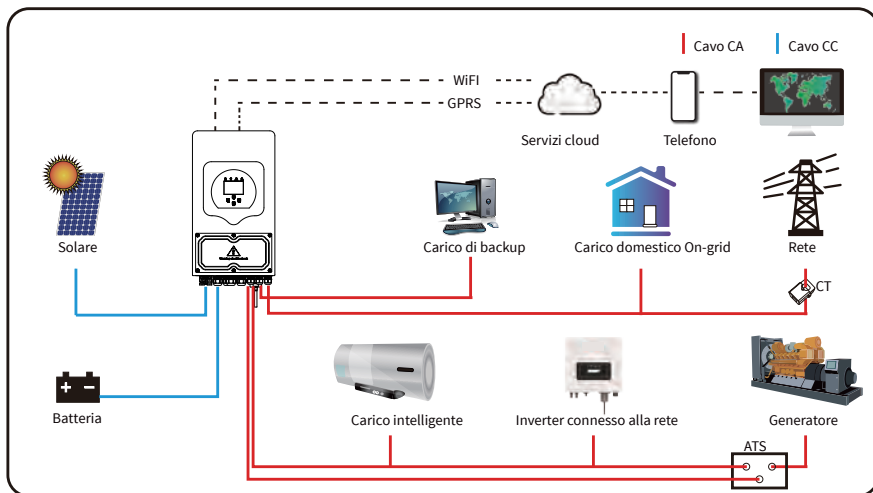 Cavo CA
Cavo CC
WiFI
GPRS
Servizi cloud
Telefono
Solare
Carico di backup
Carico domestico On-grid
Rete
CT
Batteria
Carico intelligente
Inverter connesso alla rete
Generatore
ATS